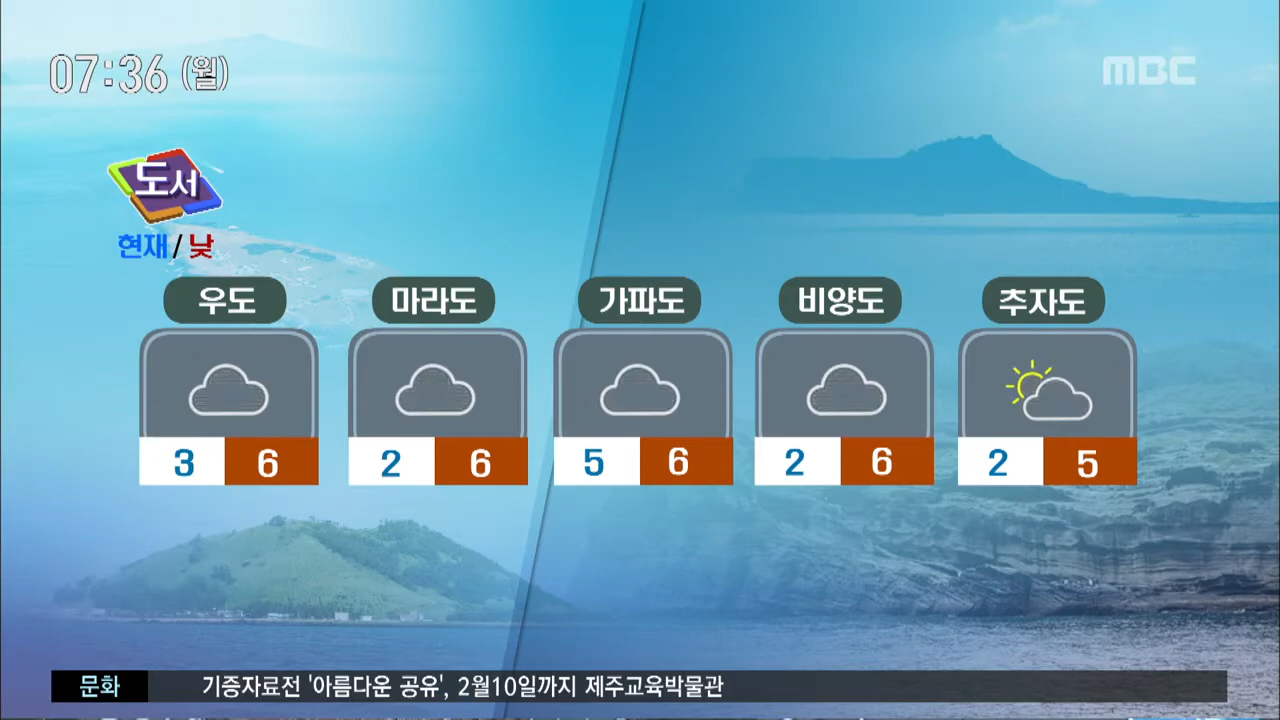 07:36 (월)
MBC
도서
현재/낮
우도 마라도 가파도 비양도 추자도
3 6 2 6 5 6 2 6 2 5
문화 기증자료전 '아름다운 공유', 2월10일까지 제주교육박물관